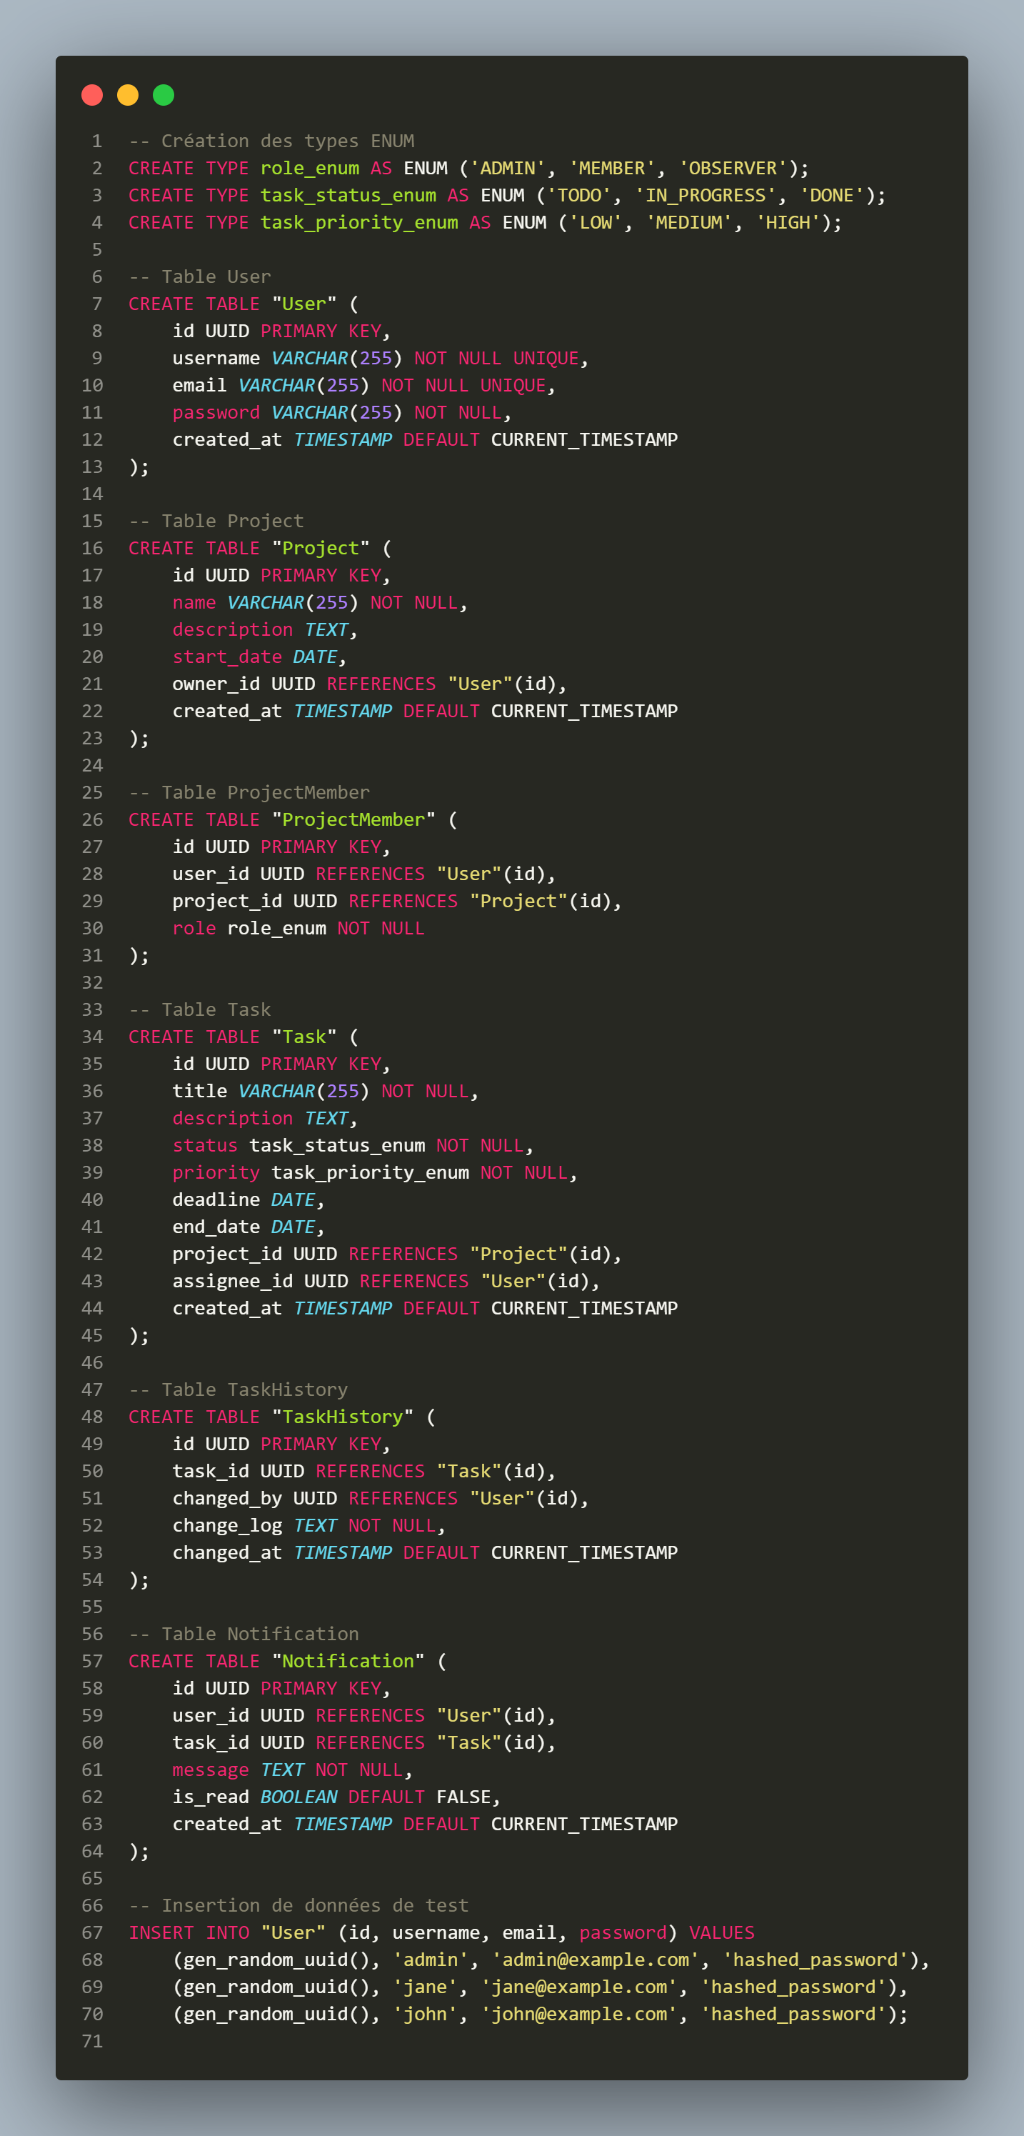 1 -- Création des types ENUM
2 CREATE TYPE role_enum AS ENUM ('ADMIN', 'MEMBER', 'OBSERVER');
3 CREATE TYPE task_status_enum AS ENUM ('TODO', 'IN_PROGRESS', 'DONE');
4 CREATE TYPE task_priority_enum AS ENUM ('LOW', 'MEDIUM', 'HIGH');
5
6 -- Table User
7 CREATE TABLE "User" (
8     id UUID PRIMARY KEY,
9     username VARCHAR(255) NOT NULL UNIQUE,
10     email VARCHAR(255) NOT NULL UNIQUE,
11     password VARCHAR(255) NOT NULL,
12     created_at TIMESTAMP DEFAULT CURRENT_TIMESTAMP
13 );
14
15 -- Table Project
16 CREATE TABLE "Project" (
17     id UUID PRIMARY KEY,
18     name VARCHAR(255) NOT NULL,
19     description TEXT,
20     start_date DATE,
21     owner_id UUID REFERENCES "User"(id),
22     created_at TIMESTAMP DEFAULT CURRENT_TIMESTAMP
23 );
24
25 -- Table ProjectMember
26 CREATE TABLE "ProjectMember" (
27     id UUID PRIMARY KEY,
28     user_id UUID REFERENCES "User"(id),
29     project_id UUID REFERENCES "Project"(id),
30     role role_enum NOT NULL
31 );
32
33 -- Table Task
34 CREATE TABLE "Task" (
35     id UUID PRIMARY KEY,
36     title VARCHAR(255) NOT NULL,
37     description TEXT,
38     status task_status_enum NOT NULL,
39     priority task_priority_enum NOT NULL,
40     deadline DATE,
41     end_date DATE,
42     project_id UUID REFERENCES "Project"(id),
43     assignee_id UUID REFERENCES "User"(id),
44     created_at TIMESTAMP DEFAULT CURRENT_TIMESTAMP
45 );
46
47 -- Table TaskHistory
48 CREATE TABLE "TaskHistory" (
49     id UUID PRIMARY KEY,
50     task_id UUID REFERENCES "Task"(id),
51     changed_by UUID REFERENCES "User"(id),
52     change_log TEXT NOT NULL,
53     changed_at TIMESTAMP DEFAULT CURRENT_TIMESTAMP
54 );
55
56 -- Table Notification
57 CREATE TABLE "Notification" (
58     id UUID PRIMARY KEY,
59     user_id UUID REFERENCES "User"(id),
60     task_id UUID REFERENCES "Task"(id),
61     message TEXT NOT NULL,
62     is_read BOOLEAN DEFAULT FALSE,
63     created_at TIMESTAMP DEFAULT CURRENT_TIMESTAMP
64 );
65
66 -- Insertion de données de test
67 INSERT INTO "User" (id, username, email, password) VALUES
68     (gen_random_uuid(), 'admin', 'admin@example.com', 'hashed_password'),
69     (gen_random_uuid(), 'jane', 'jane@example.com', 'hashed_password'),
70     (gen_random_uuid(), 'john', 'john@example.com', 'hashed_password');
71